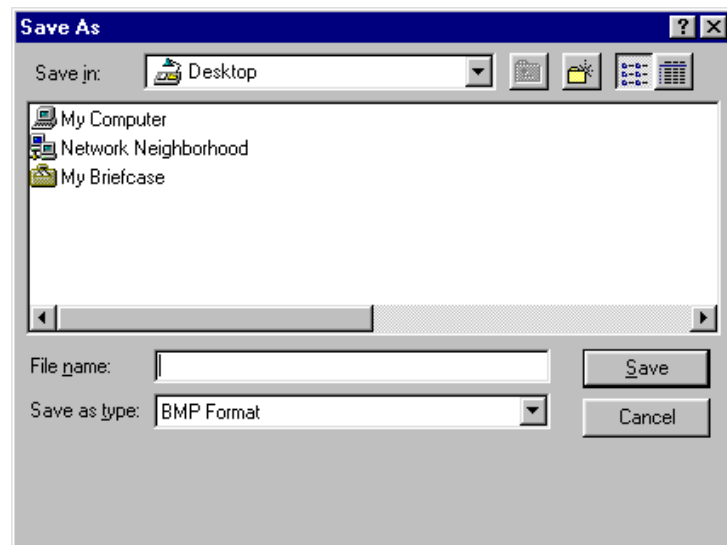 Save As
Save in: Desktop
My Computer
Network Neighborhood
My Briefcase
File name: Save
Save as type: BMP Format Cancel